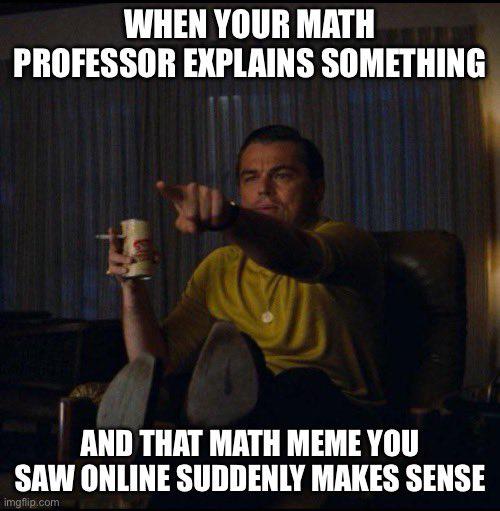 WHEN YOUR MATH
PROFESSOR EXPLAINS SOMETHING
AND THAT MATH MEME YOU
SAW ONLINE SUDDENLY MAKES SENSE
imgflip.com